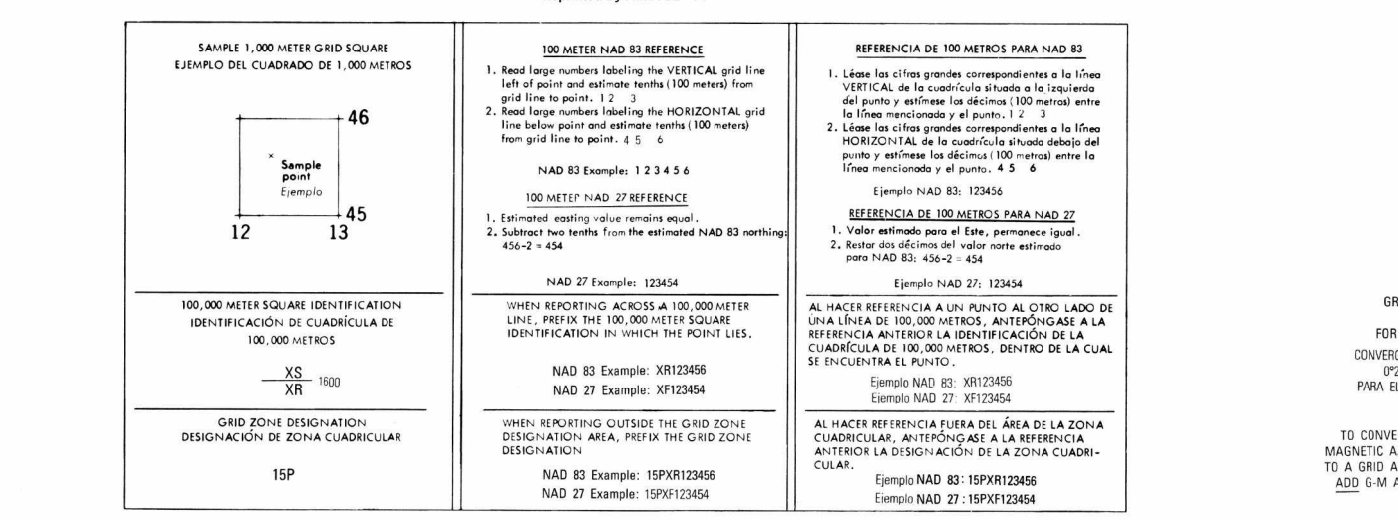 SAMPLE 1,000 METER GRID SQUARE
EJEMPLO DEL CUADRADO DE 1,000 METROS
46
Sample
point
Ejemplo
45
12 13
100,000 METER SQUARE IDENTIFICATION
IDENTIFICACIÓN DE CUADRÍCULA DE
100,000 METROS
XS
XR 1600
GRID ZONE DESIGNATION
DESIGNACIÓN DE ZONA CUADRICULAR
15P
100 METER NAD 83 REFERENCE
1. Read large numbers labeling the VERTICAL grid line
left of point and estimate tenths (100 meters) from
grid line to point. 1 2 3
2. Read large numbers labeling the HORIZONTAL grid
line below point and estimate tenths (100 meters)
from grid line to point. 4 5 6
NAD 83 Example: 1 2 3 4 5 6
100 METER NAD 27 REFERENCE
1. Estimated easting value remains equal.
2. Subtract two tenths from the estimated NAD 83 northing:
456-2 = 454
NAD 27 Example: 123454
WHEN REPORTING ACROSS A 100,000 METER
LINE, PREFIX THE 100,000 METER SQUARE
IDENTIFICATION IN WHICH THE POINT LIES.
NAD 83 Example: XR123456
NAD 27 Example: XF123454
WHEN REPORTING OUTSIDE THE GRID ZONE
DESIGNATION AREA, PREFIX THE GRID ZONE
DESIGNATION
NAD 83 Example: 15PXR123456
NAD 27 Example: 15PXF123454
REFERENCIA DE 100 METROS PARA NAD 83
1. Léase las cifras grandes correspondientes a la línea
VERTICAL de la cuadrícula situada a la izquierda
del punto y estímese los décimos (100 metros) entre
la línea mencionada y el punto. 1 2 3
2. Léase las cifras grandes correspondientes a la línea
HORIZONTAL de la cuadrícula situada debajo del
punto y estímese los décimos (100 metros) entre la
línea mencionada y el punto. 4 5 6
Ejemplo NAD 83: 123456
REFERENCIA DE 100 METROS PARA NAD 27
1. Valor estimado para el Este, permanece igual.
2. Restar dos décimos del valor norte estimado
para NAD 83: 456-2 = 454
Ejemplo NAD 27: 123454
AL HACER REFERENCIA A UN PUNTO AL OTRO LADO DE
UNA LÍNEA DE 100,000 METROS, ANTEPÓNGASE A LA
REFERENCIA ANTERIOR LA IDENTIFICACIÓN DE LA
CUADRÍCULA DE 100,000 METROS, DENTRO DE LA CUAL
SE ENCUENTRA EL PUNTO.
Ejemplo NAD 83: XR123456
Ejemplo NAD 27: XF123454
AL HACER REFERENCIA FUERA DEL ÁREA DE LA ZONA
CUADRICULAR, ANTEPÓNGASE A LA REFERENCIA
ANTERIOR LA DESIGNACIÓN DE LA ZONA CUADRI-
CULAR.
Ejemplo NAD 83: 15PXR123456
Ejemplo NAD 27: 15PXF123454
GR
FOR
CONVERG
0°2
PARA EL
TO CONVE
MAGNETIC A
TO A GRID A
ADD G-M A